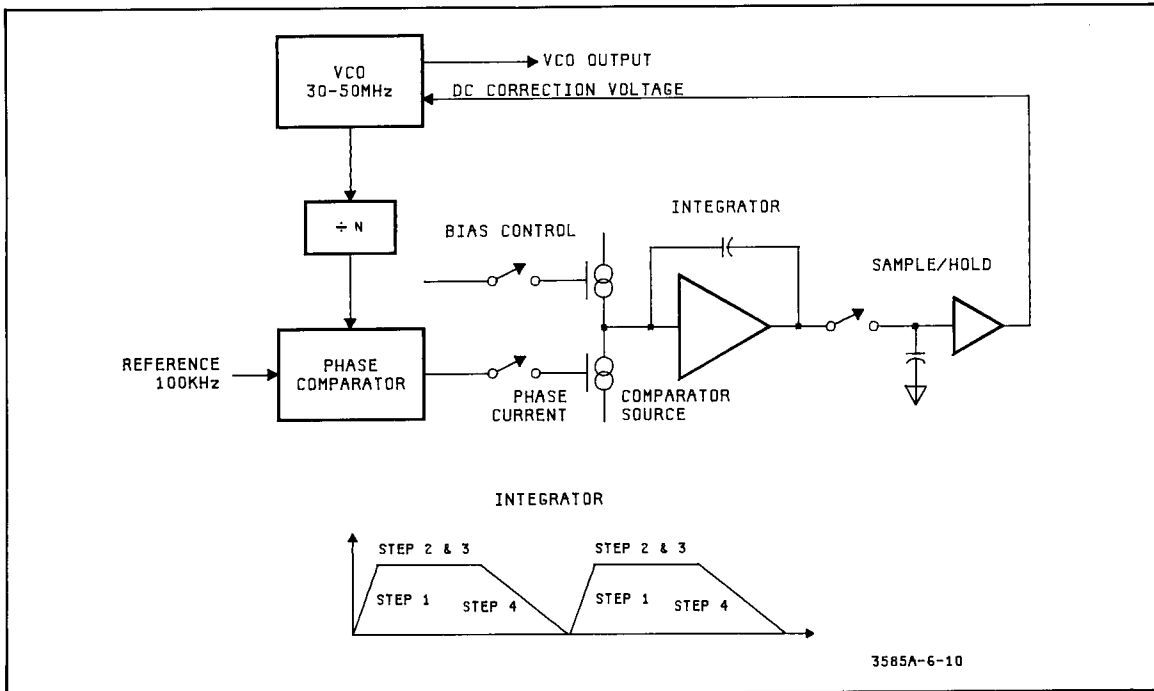 VCO
30-50MHz
VCO OUTPUT
DC CORRECTION VOLTAGE
÷ N
BIAS CONTROL
INTEGRATOR
SAMPLE/HOLD
REFERENCE
100KHz
PHASE
COMPARATOR
PHASE
CURRENT
COMPARATOR
SOURCE
INTEGRATOR
STEP 2 & 3
STEP 2 & 3
STEP 1
STEP 4
STEP 1
STEP 4
3585A-6-10